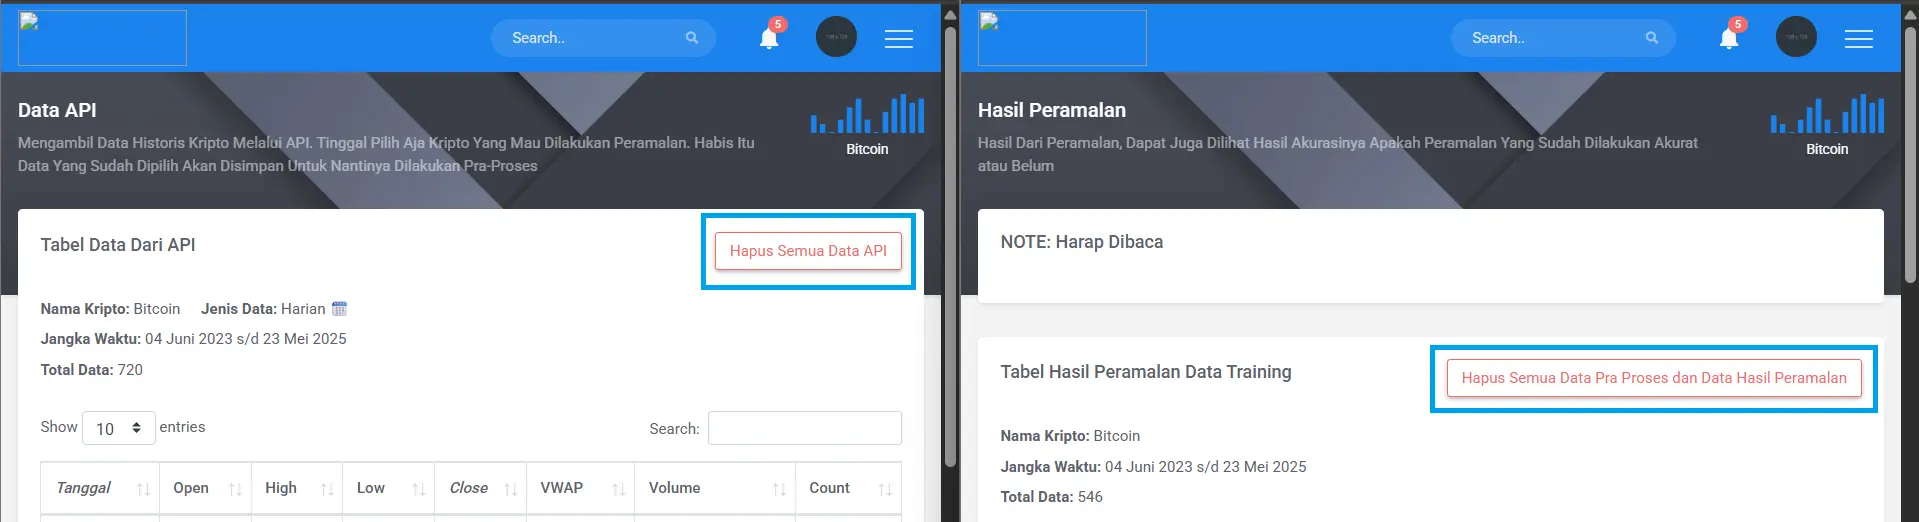 Search..
5
Data API
Mengambil Data Historis Kripto Melalui API. Tinggal Pilih Aja Kripto Yang Mau Dilakukan Peramalan. Habis Itu
Data Yang Sudah Dipilih Akan Disimpan Untuk Nantinya Dilakukan Pra-Proses
Bitcoin
Tabel Data Dari API
Hapus Semua Data API
Nama Kripto: Bitcoin Jenis Data: Harian
Jangka Waktu: 04 Juni 2023 s/d 23 Mei 2025
Total Data: 720
Show 10 entries
Search:
Tanggal Open High Low Close VWAP Volume Count
Search..
5
Hasil Peramalan
Hasil Dari Peramalan, Dapat Juga Dilihat Hasil Akurasinya Apakah Peramalan Yang Sudah Dilakukan Akurat
atau Belum
Bitcoin
NOTE: Harap Dibaca
Tabel Hasil Peramalan Data Training
Hapus Semua Data Pra Proses dan Data Hasil Peramalan
Nama Kripto: Bitcoin
Jangka Waktu: 04 Juni 2023 s/d 23 Mei 2025
Total Data: 546